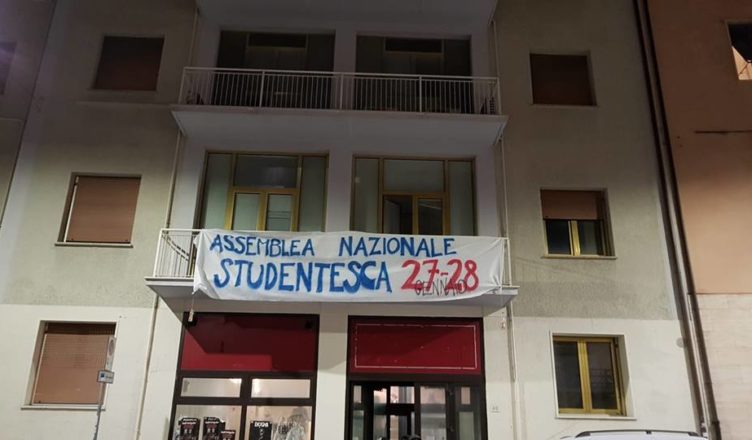 ASSEMBLEA NAZIONALE
STUDENTESCA 27-28
GENNAIO